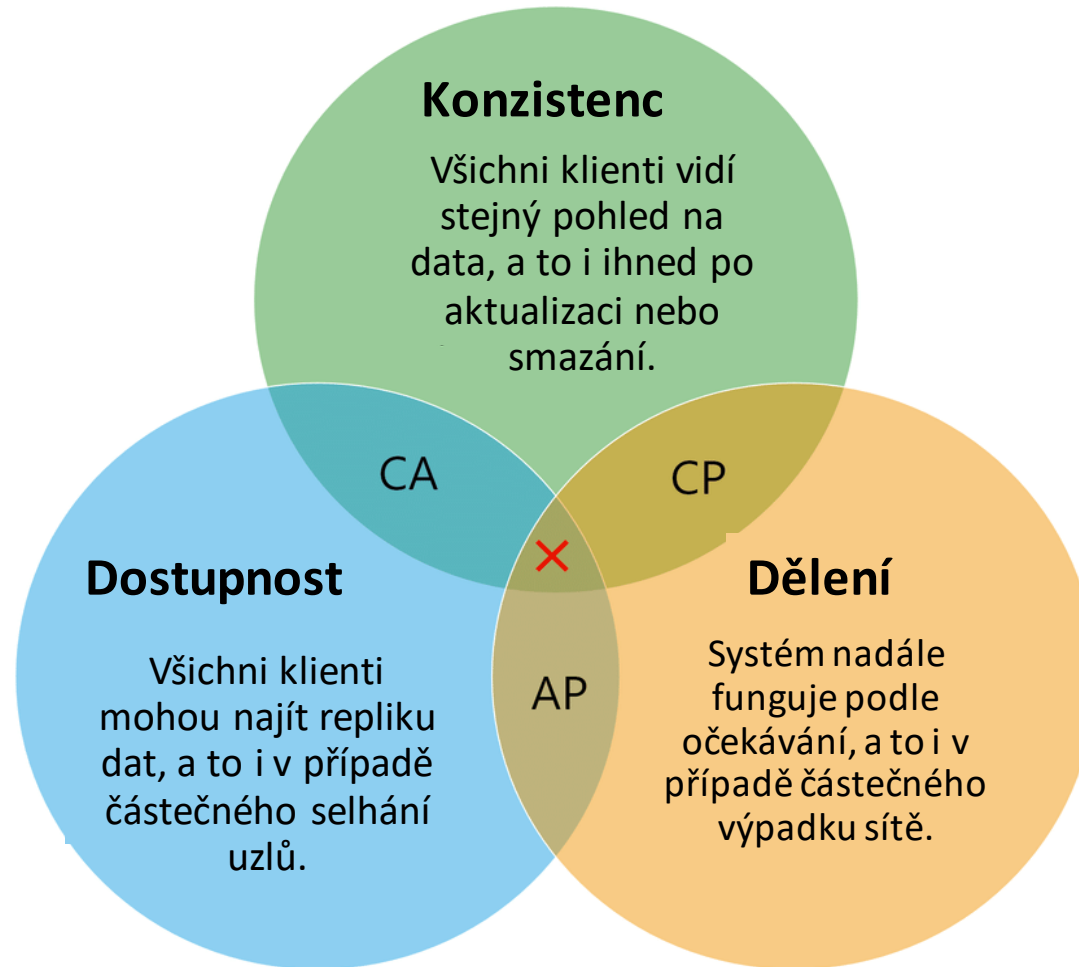 Konzistenc
Všichni klienti vidí
stejný pohled na
data, a to i ihned po
aktualizaci nebo
smazání.
CA
CP
Dostupnost
Všichni klienti
mohou najít repliku
dat, a to i v případě
částečného selhání
uzlů.
AP
Dělení
Systém nadále
funguje podle
očekávání, a to i v
případě částečného
výpadku sítě.